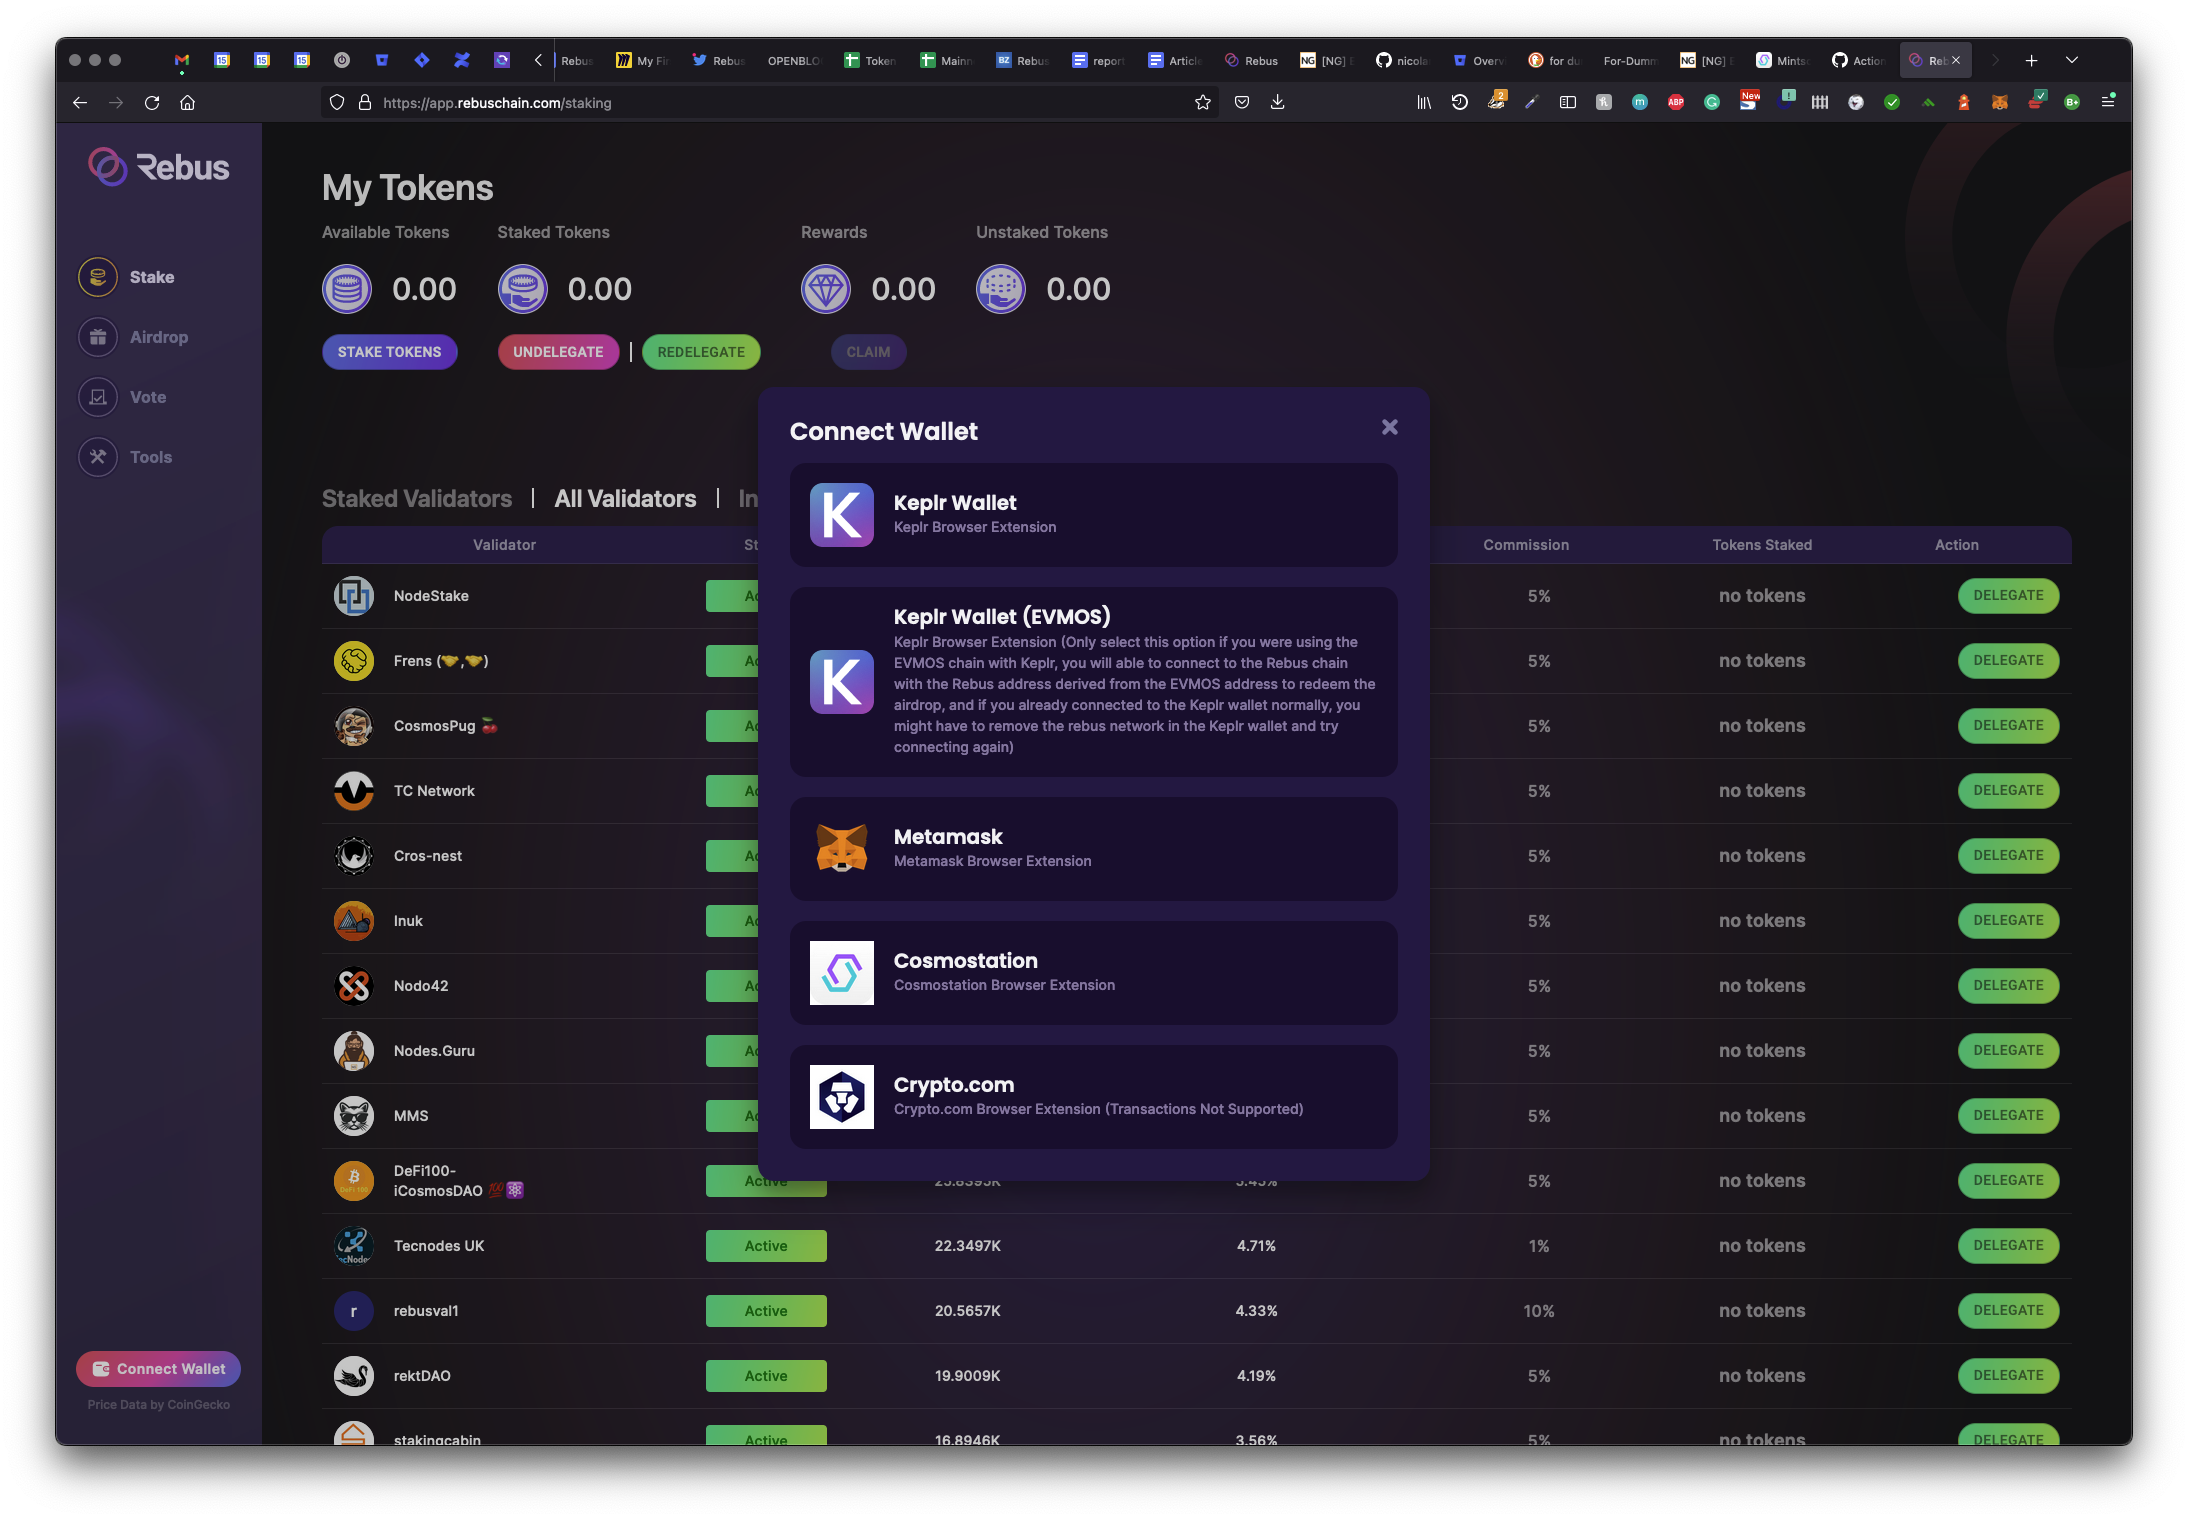 Rebus
My Fi
Rebus
OPENBLO
Token
Mainn
Rebus
report
Article
Rebus
[NG] E
nicola
Overvi
for du
For-Dumm
[NG] E
Mints
Action
Reb
https://app.rebuschain.com/staking
Rebus
Stake
Airdrop
Vote
Tools
Connect Wallet
Price Data by CoinGecko
My Tokens
Available Tokens
Staked Tokens
Rewards
Unstaked Tokens
0.00
0.00
0.00
0.00
STAKE TOKENS
UNDELEGATE
|
REDELEGATE
CLAIM
Staked Validators | All Validators | In
Validator
St
Commission
Tokens Staked
Action
NodeStake Ac 5% no tokens DELEGATE
Frens (🤝,🤝) Ac 5% no tokens DELEGATE
CosmosPug 🍒 Ac 5% no tokens DELEGATE
TC Network Ac 5% no tokens DELEGATE
Cros-nest Ac 5% no tokens DELEGATE
Inuk Ac 5% no tokens DELEGATE
Nodo42 Ac 5% no tokens DELEGATE
Nodes.Guru Ac 5% no tokens DELEGATE
MMS Ac 5% no tokens DELEGATE
DeFi100-
iCosmosDAO 💯⚛️ Active 5% no tokens DELEGATE
Tecnodes UK Active 22.3497K 4.71% 1% no tokens DELEGATE
rebusval1 Active 20.5657K 4.33% 10% no tokens DELEGATE
rektDAO Active 19.9009K 4.19% 5% no tokens DELEGATE
stakingcabin Active 16.8946K 3.56% 5% no tokens DELEGATE
Connect Wallet
Keplr Wallet
Keplr Browser Extension
Keplr Wallet (EVMOS)
Keplr Browser Extension (Only select this option if you were using the
EVMOS chain with Keplr, you will able to connect to the Rebus chain
with the Rebus address derived from the EVMOS address to redeem the
airdrop, and if you already connected to the Keplr wallet normally, you
might have to remove the rebus network in the Keplr wallet and try
connecting again)
Metamask
Metamask Browser Extension
Cosmostation
Cosmostation Browser Extension
Crypto.com
Crypto.com Browser Extension (Transactions Not Supported)